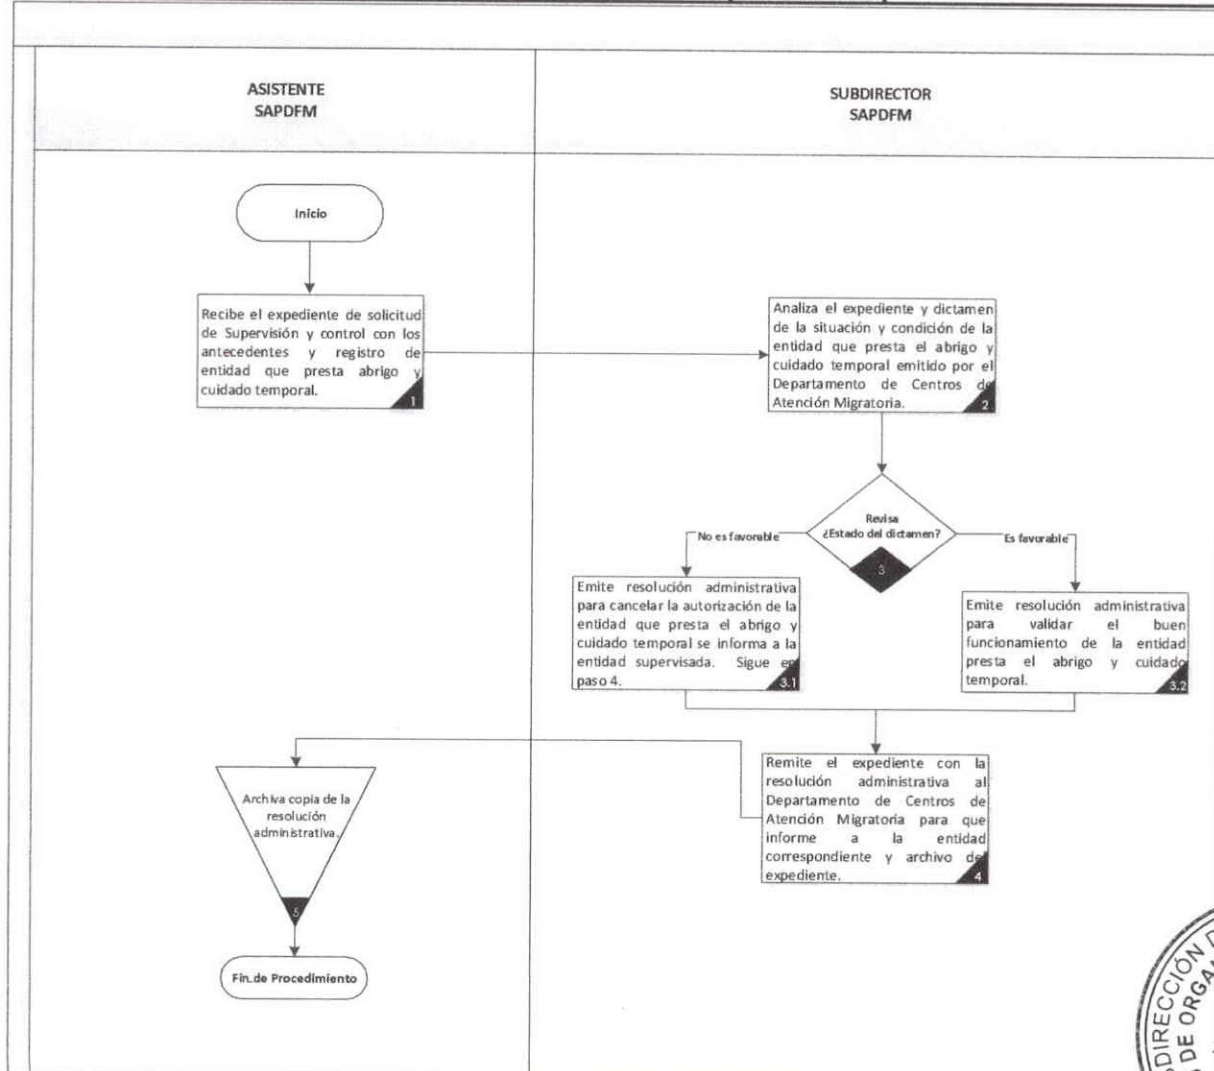 ASISTENTE
SAPDFM
SUBDIRECTOR
SAPDFM
Inicio
Recibe el expediente de solicitud
de Supervisión y control con los
antecedentes y registro de
entidad que presta abrigo y
cuidado temporal.
1
Analiza el expediente y dictamen
de la situación y condición de la
entidad que presta el abrigo y
cuidado temporal emitido por el
Departamento de Centros de
Atención Migratoria.
2
Revisa
¿Estado del dictamen?
3
No es favorable
Es favorable
Emite resolución administrativa
para cancelar la autorización de la
entidad que presta el abrigo y
cuidado temporal se informa a la
entidad supervisada. Sigue en
paso 4.
3.1
Emite resolución administrativa
para validar el buen
funcionamiento de la entidad
presta el abrigo y cuidado
temporal.
3.2
Remite el expediente con la
resolución administrativa al
Departamento de Centros de
Atención Migratoria para que
informe a la entidad
correspondiente y archivo del
expediente.
4
Archiva copia de la
resolución
administrativa.
5
Fin de Procedimiento
DIRECCIÓN
DE